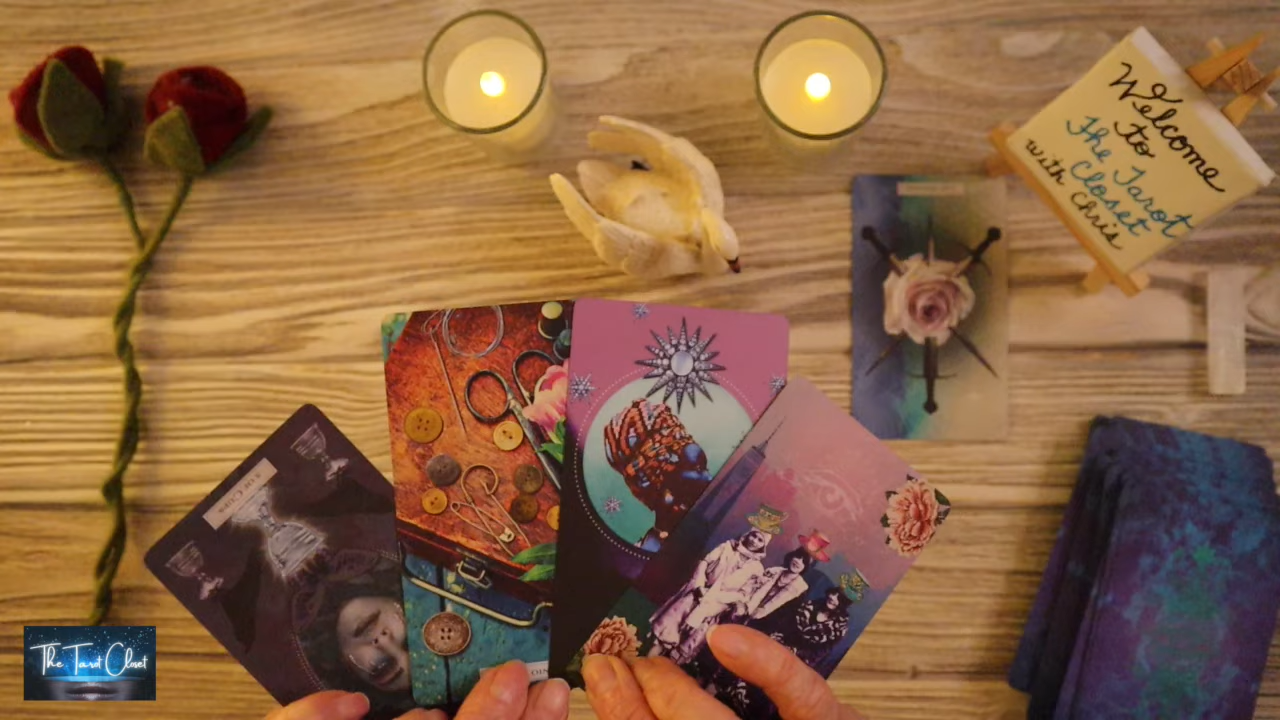 Welcome
to
The Tarot
Closet
with Chris
The Tarot Closet